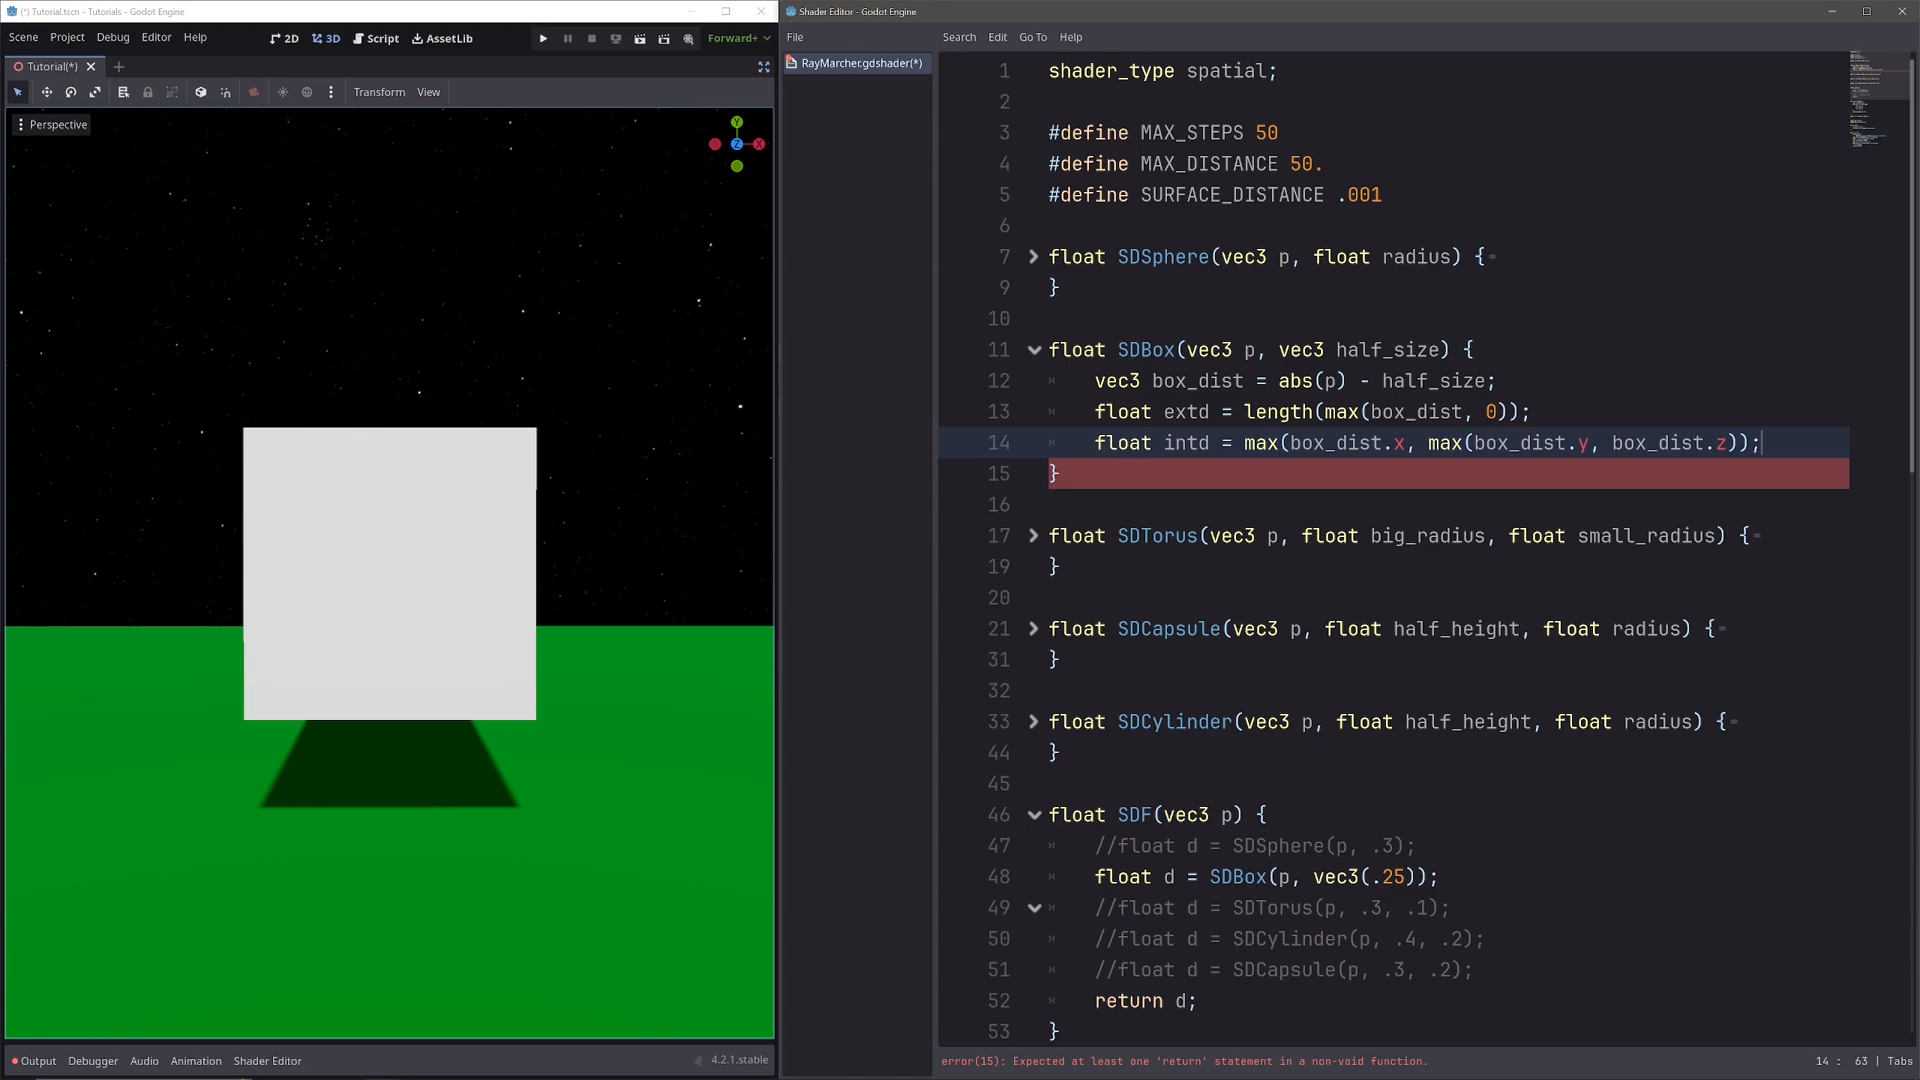 (*) Tutorial.tscn - Tutorials - Godot Engine
Scene Project Debug Editor Help
2D 3D Script AssetLib
Forward+
Tutorial(*)
Transform View
Perspective
Y
Z X
Output Debugger Audio Animation Shader Editor
4.2.1.stable
Shader Editor - Godot Engine
File
Search Edit Go To Help
RayMarcher.gdshader(*)
1 shader_type spatial;
2
3 #define MAX_STEPS 50
4 #define MAX_DISTANCE 50.
5 #define SURFACE_DISTANCE .001
6
7 float SDSphere(vec3 p, float radius) {
9 }
10
11 float SDBox(vec3 p, vec3 half_size) {
12 vec3 box_dist = abs(p) - half_size;
13 float extd = length(max(box_dist, 0));
14 float intd = max(box_dist.x, max(box_dist.y, box_dist.z));
15 }
16
17 float SDTorus(vec3 p, float big_radius, float small_radius) {
19 }
20
21 float SDCapsule(vec3 p, float half_height, float radius) {
31 }
32
33 float SDCylinder(vec3 p, float half_height, float radius) {
44 }
45
46 float SDF(vec3 p) {
47 //float d = SDSphere(p, .3);
48 float d = SDBox(p, vec3(.25));
49 //float d = SDTorus(p, .3, .1);
50 //float d = SDCylinder(p, .4, .2);
51 //float d = SDCapsule(p, .3, .2);
52 return d;
53 }
error(15): Expected at least one 'return' statement in a non-void function.
14 : 63 | Tabs